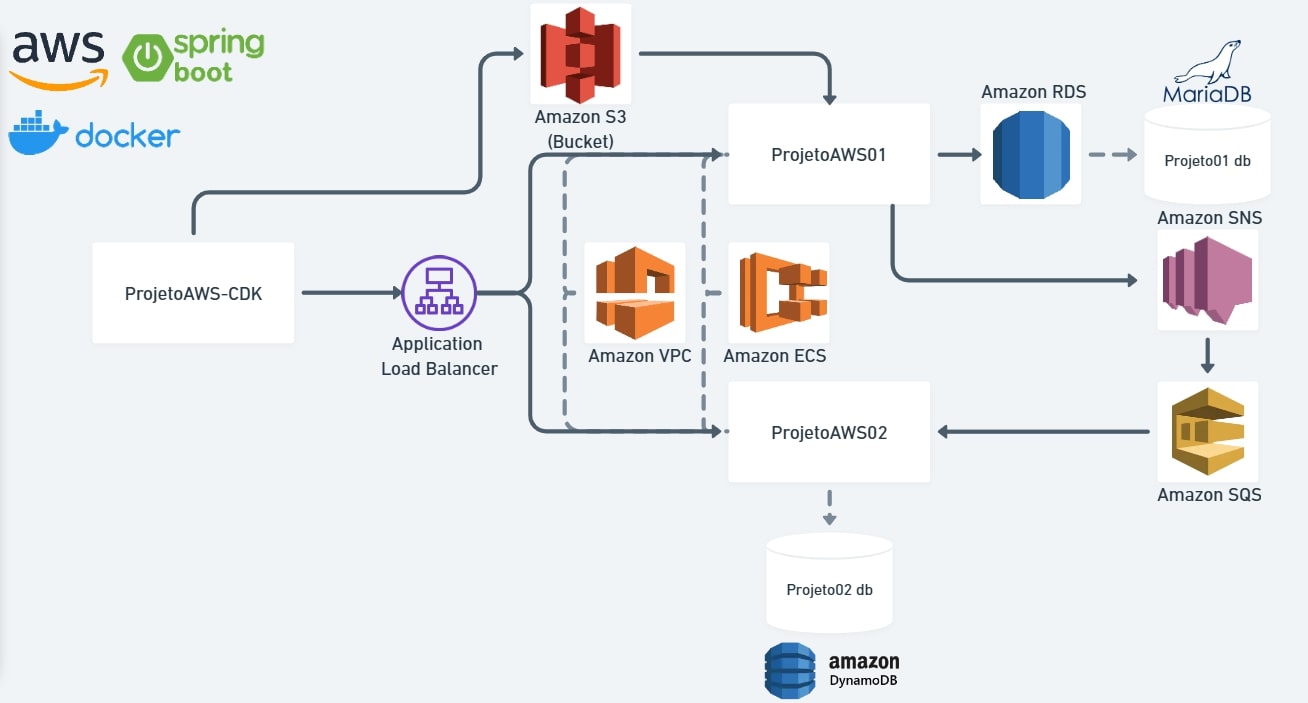 aws
spring
boot
docker
Amazon S3
(Bucket)
ProjetoAWS01
Amazon RDS
MariaDB
Projeto01 db
Amazon SNS
ProjetoAWS-CDK
Application
Load Balancer
Amazon VPC
Amazon ECS
ProjetoAWS02
Amazon SQS
Projeto02 db
amazon
DynamoDB